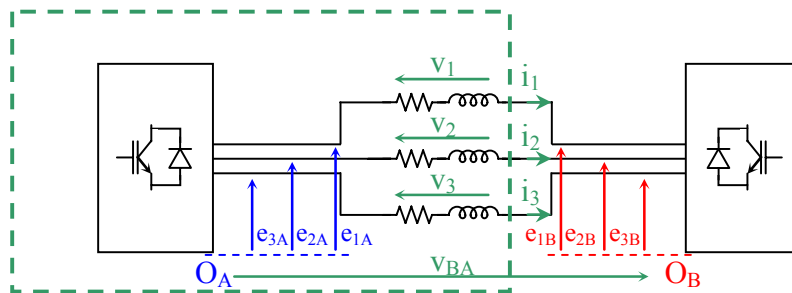 v1 i1
v2 i2
v3 i3
e3A e2A e1A e1B e2B e3B
OA vBA OB